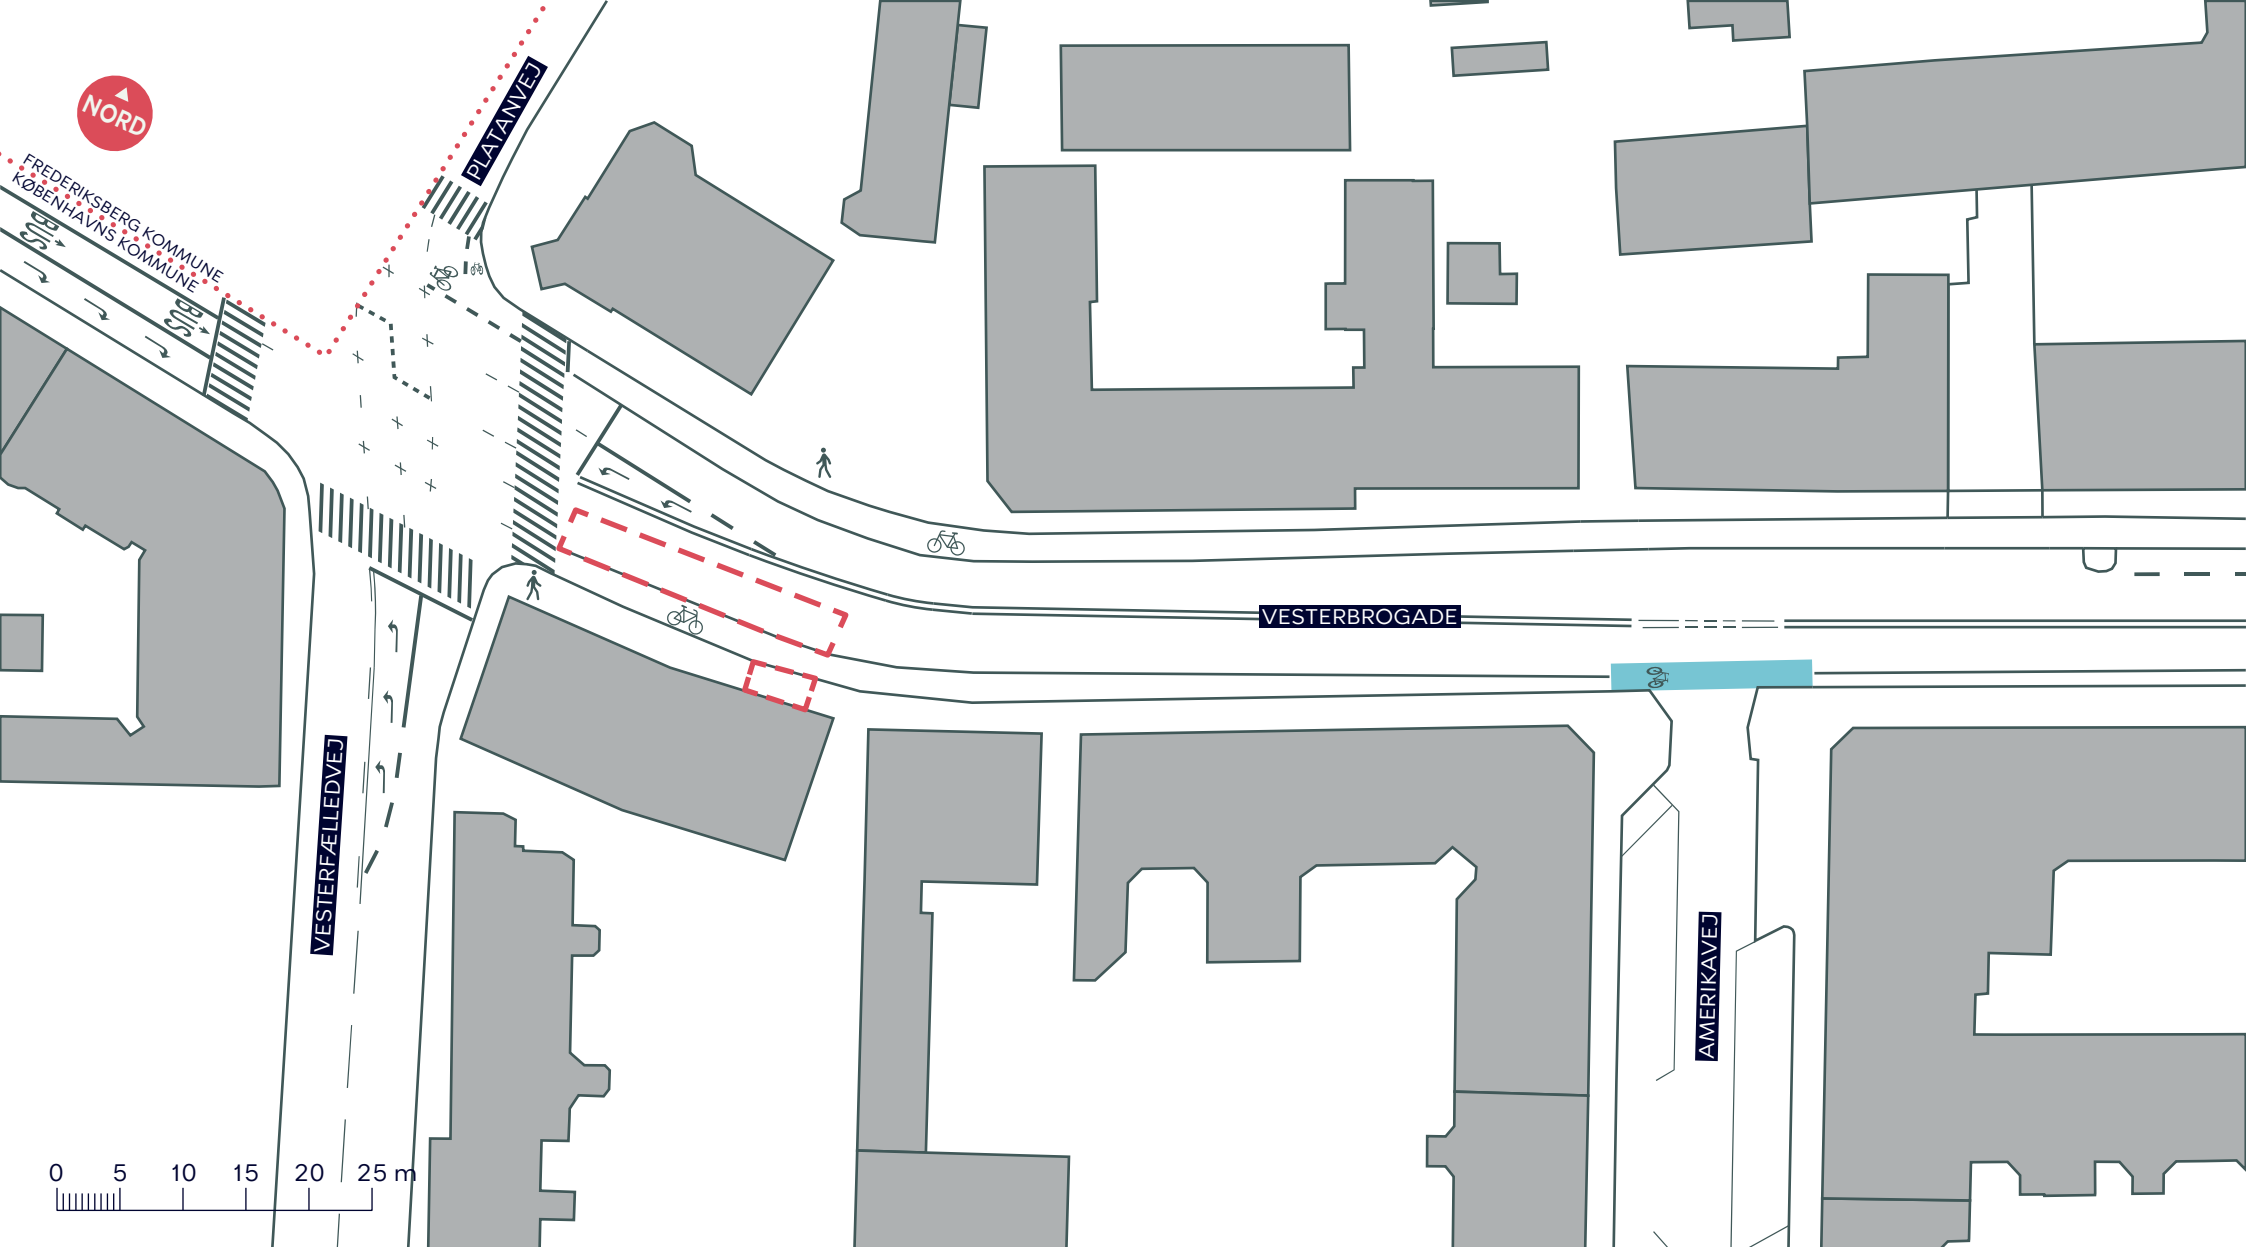 NORD
PLATANVEJ
FREDERIKSBERG KOMMUNE
KØBENHAVNS KOMMUNE
BUS
BUS
VESTERBROGADE
VESTERFÆLLEDVEJ
AMERIKAVEJ
0 5 10 15 20 25 m